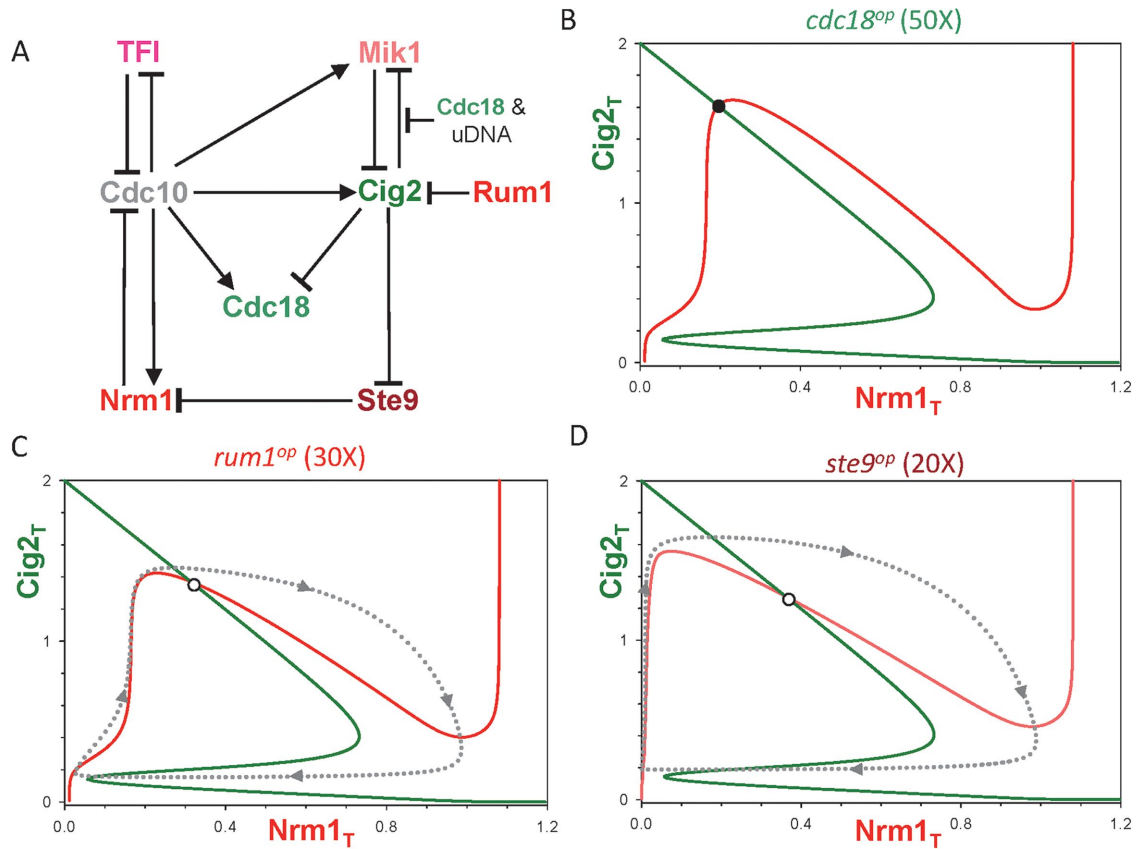 A
TFI
Mik1
Cdc18 &
uDNA
Cdc10
Cig2
Rum1
Cdc18
Nrm1
Ste9
B
cdc18op (50X)
Cig2T
2
1
0
0.0 0.4 0.8 1.2
Nrm1T
C
rum1op (30X)
Cig2T
2
1
0
0.0 0.4 0.8 1.2
Nrm1T
D
ste9op (20X)
Cig2T
2
1
0
0.0 0.4 0.8 1.2
Nrm1T